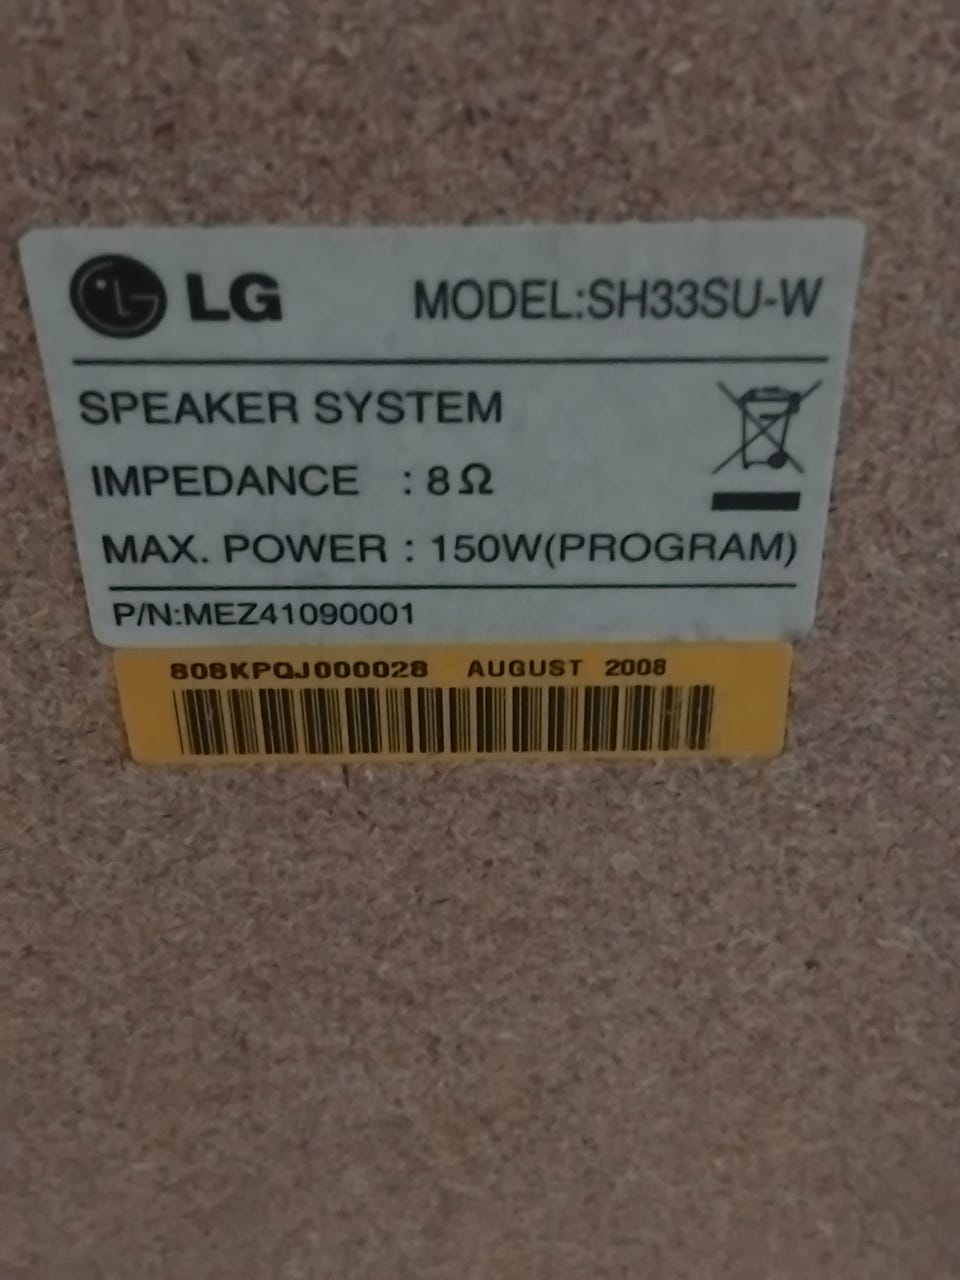 LG MODEL:SH33SU-W
SPEAKER SYSTEM
IMPEDANCE : 8Ω
MAX. POWER : 150W(PROGRAM)
P/N:MEZ41090001
808KPQJ000028 AUGUST 2008